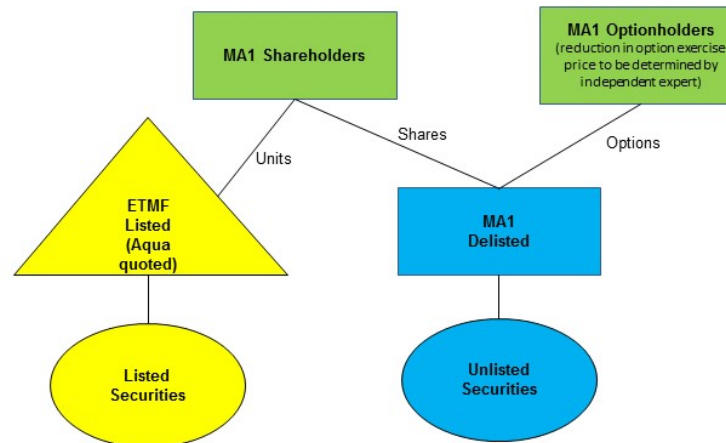 MA1 Shareholders
MA1 Optionholders
(reduction in option exercise
price to be determined by
independent expert)
Units
Shares
Options
ETMF
Listed
(Aqua
quoted)
MA1
Delisted
Listed
Securities
Unlisted
Securities